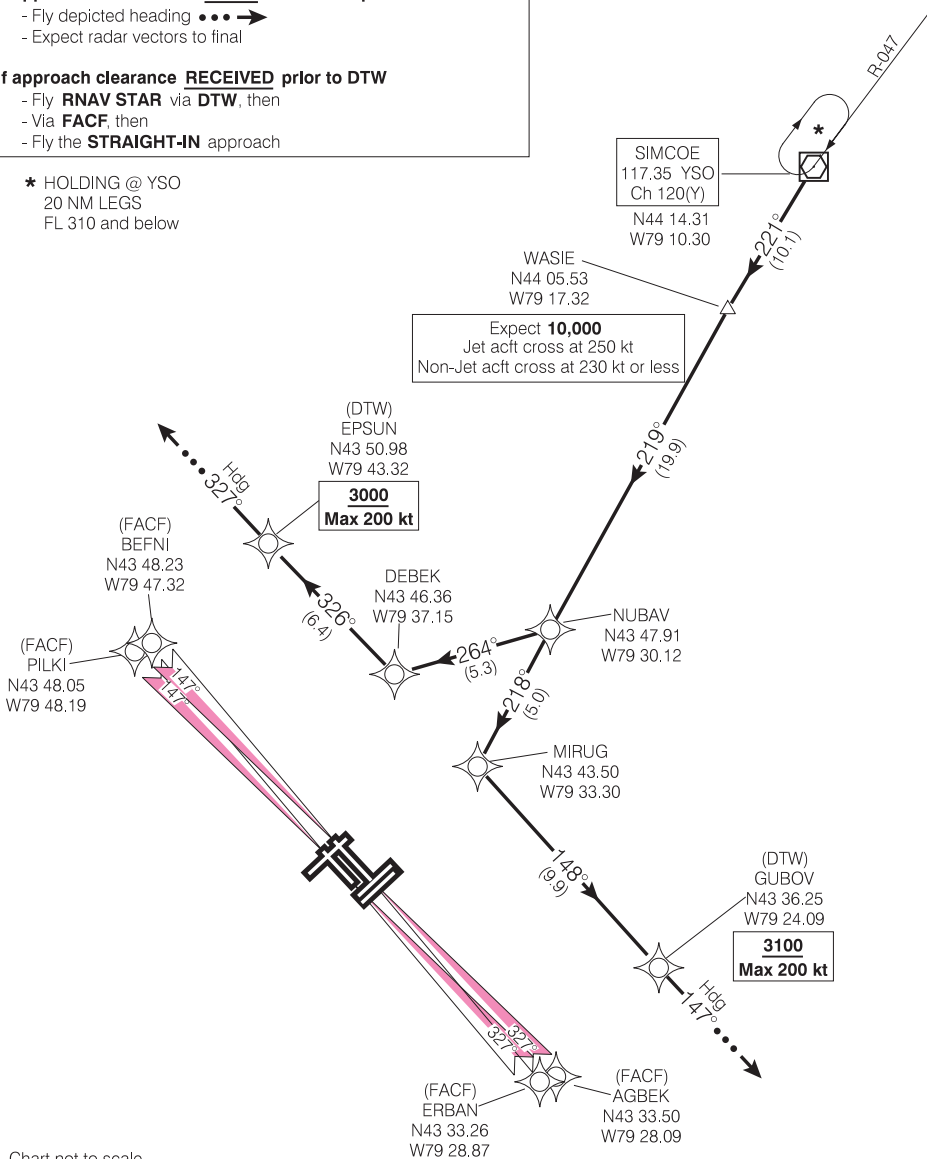 - Fly depicted heading
- Expect radar vectors to final
f approach clearance RECEIVED prior to DTW
- Fly RNAV STAR via DTW, then
- Via FACF, then
- Fly the STRAIGHT-IN approach
* HOLDING @ YSO
20 NM LEGS
FL 310 and below
R-047
*
SIMCOE
117.35 YSO
Ch 120(Y)
N44 14.31
W79 10.30
221°
(10.1)
WASIE
N44 05.53
W79 17.32
Expect 10,000
Jet acft cross at 250 kt
Non-Jet acft cross at 230 kt or less
219°
(19.9)
(DTW)
EPSUN
N43 50.98
W79 43.32
3000
Max 200 kt
Hdg
327°
(FACF)
BEFNI
N43 48.23
W79 47.32
DEBEK
N43 46.36
W79 37.15
326°
(6.4)
264°
(5.3)
NUBAV
N43 47.91
W79 30.12
(FACF)
PILKI
N43 48.05
W79 48.19
147°
147°
218°
(5.0)
MIRUG
N43 43.50
W79 33.30
148°
(9.9)
(DTW)
GUBOV
N43 36.25
W79 24.09
3100
Max 200 kt
Hdg
147°
327°
327°
(FACF)
ERBAN
N43 33.26
W79 28.87
(FACF)
AGBEK
N43 33.50
W79 28.09
Chart not to scale